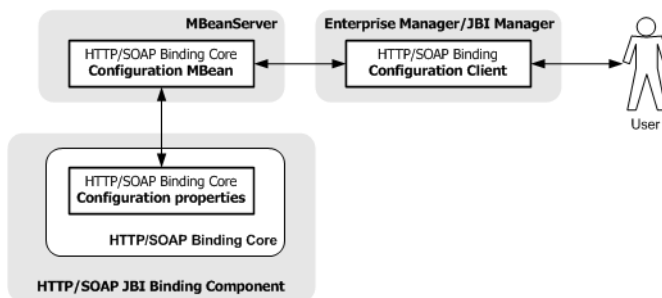 MBeanServer
HTTP/SOAP Binding Core
Configuration MBean
Enterprise Manager/JBI Manager
HTTP/SOAP Binding
Configuration Client
User
HTTP/SOAP Binding Core
Configuration properties
HTTP/SOAP Binding Core
HTTP/SOAP JBI Binding Component